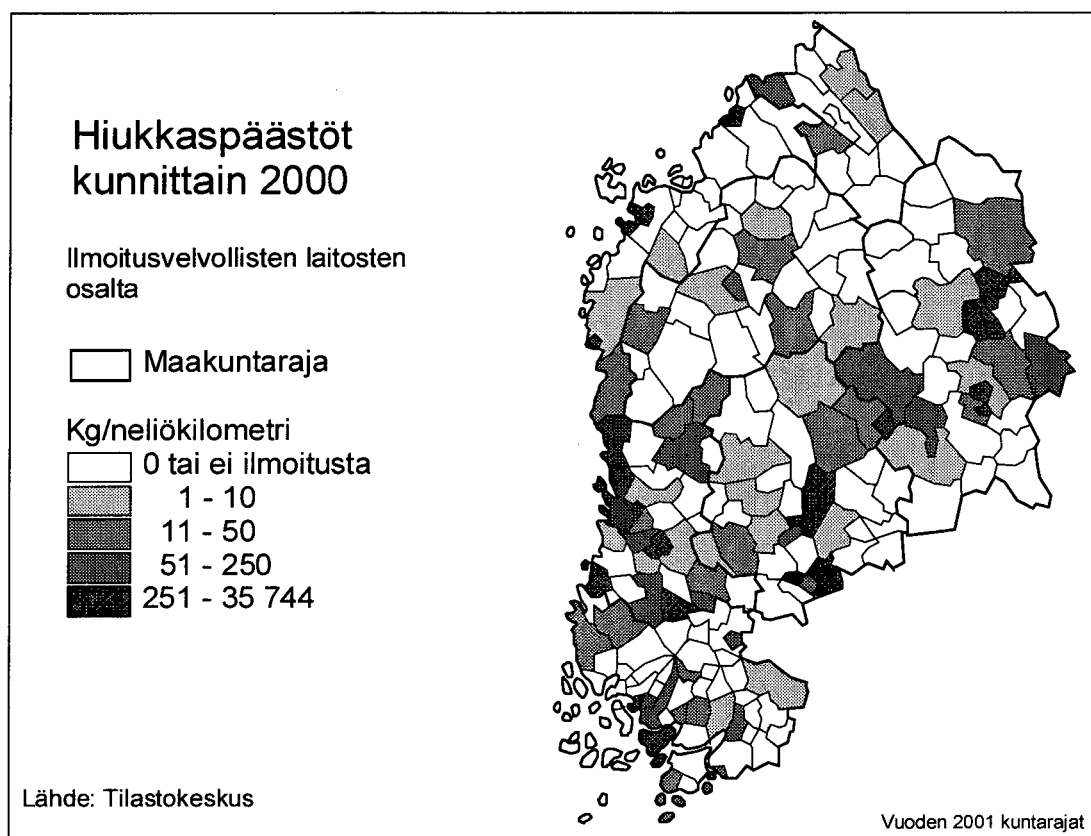 Hiukkaspäästöt
kunnittain 2000
Ilmoitusvelvollisten laitosten
osalta
Maakuntaraja
Kg/neliökilometri
0 tai ei ilmoitusta
1 - 10
11 - 50
51 - 250
251 - 35 744
Lähde: Tilastokeskus
Vuoden 2001 kuntarajat